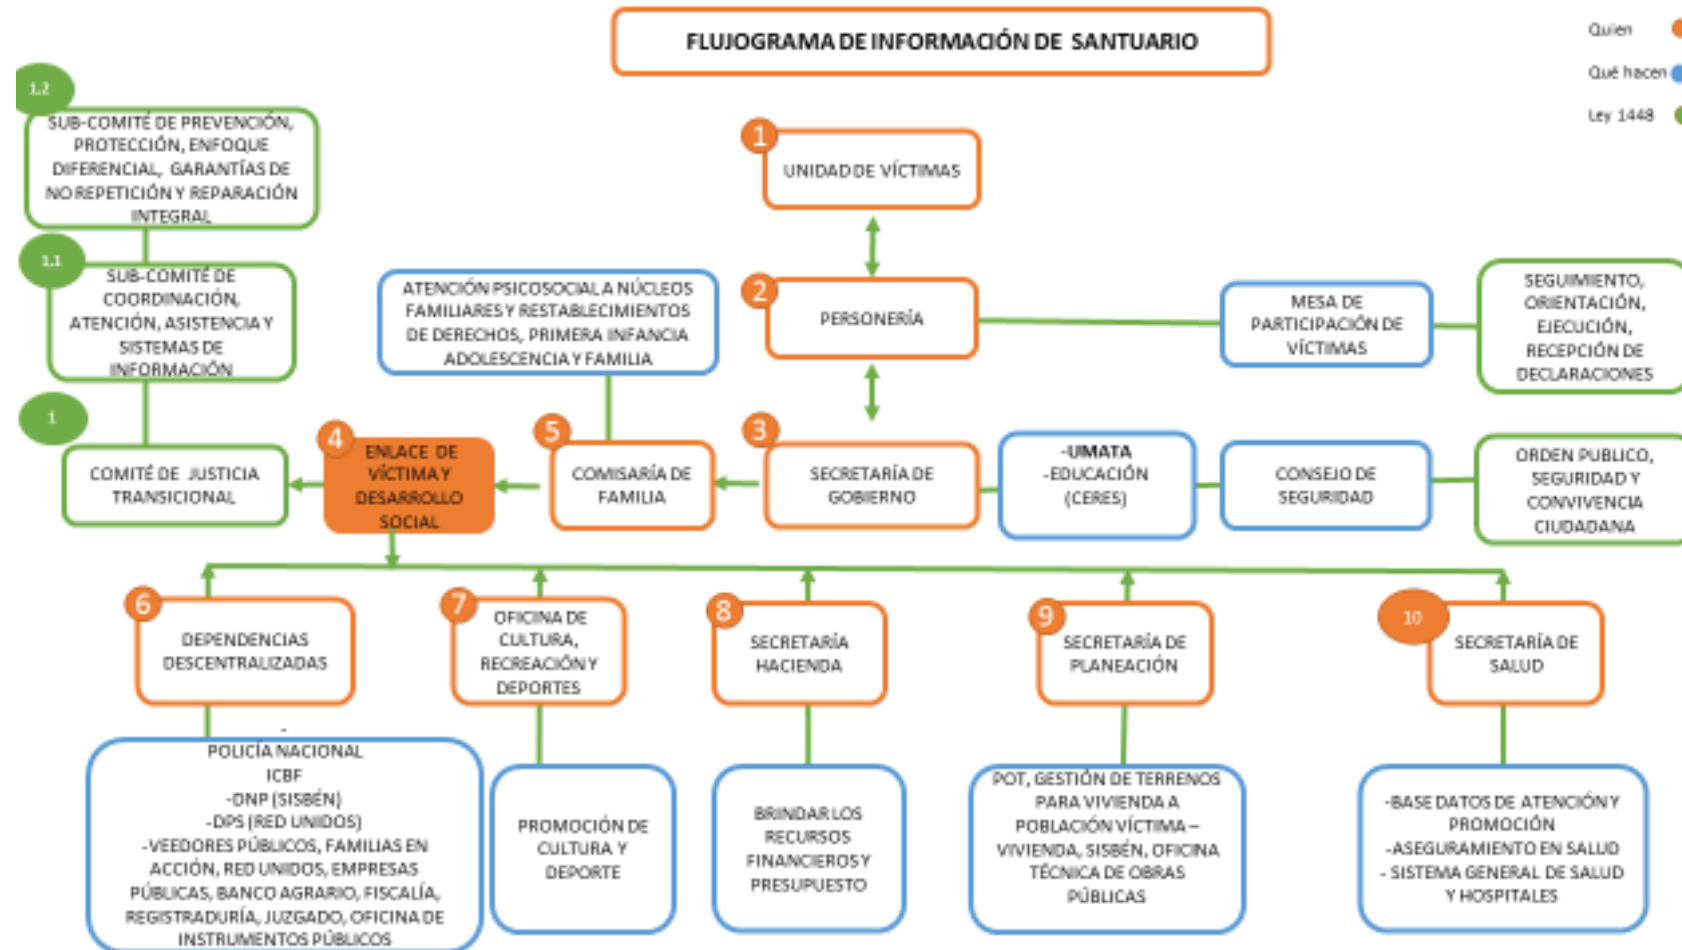 FLUJOGRAMA DE INFORMACIÓN DE SANTUARIO
Quien
Qué hacen
Ley 1448
1,2
SUB-COMITÉ DE PREVENCIÓN,
PROTECCIÓN, ENFOQUE
DIFERENCIAL, GARANTÍAS DE
NO REPETICIÓN Y REPARACIÓN
INTEGRAL
1
UNIDAD DE VÍCTIMAS
1,1
SUB-COMITÉ DE
COORDINACIÓN,
ATENCIÓN, ASISTENCIA Y
SISTEMAS DE
INFORMACIÓN
ATENCIÓN PSICOSOCIAL A NÚCLEOS
FAMILIARES Y RESTABLECIMIENTOS
DE DERECHOS, PRIMERA INFANCIA
ADOLESCENCIA Y FAMILIA
2
PERSONERÍA
MESA DE
PARTICIPACIÓN DE
VÍCTIMAS
SEGUIMIENTO,
ORIENTACIÓN,
EJECUCIÓN,
RECEPCIÓN DE
DECLARACIONES
1
COMITÉ DE JUSTICIA
TRANSICIONAL
4
ENLACE DE
VÍCTIMA Y
DESARROLLO
SOCIAL
5
COMISARÍA DE
FAMILIA
3
SECRETARÍA DE
GOBIERNO
-UMATA
-EDUCACIÓN
(CERES)
CONSEJO DE
SEGURIDAD
ORDEN PUBLICO,
SEGURIDAD Y
CONVIVENCIA
CIUDADANA
6
DEPENDENCIAS
DESCENTRALIZADAS
7
OFICINA DE
CULTURA,
RECREACIÓN Y
DEPORTES
8
SECRETARÍA
HACIENDA
9
SECRETARÍA DE
PLANEACIÓN
10
SECRETARÍA DE
SALUD
-
POLICÍA NACIONAL
ICBF
-DNP (SISBÉN)
-DPS (RED UNIDOS)
-VEEDORES PÚBLICOS, FAMILIAS EN
ACCIÓN, RED UNIDOS, EMPRESAS
PÚBLICAS, BANCO AGRARIO, FISCALÍA,
REGISTRADURÍA, JUZGADO, OFICINA DE
INSTRUMENTOS PÚBLICOS
PROMOCIÓN DE
CULTURA Y
DEPORTE
BRINDAR LOS
RECURSOS
FINANCIEROS Y
PRESUPUESTO
POT, GESTIÓN DE TERRENOS
PARA VIVIENDA A
POBLACIÓN VÍCTIMA –
VIVIENDA, SISBÉN, OFICINA
TÉCNICA DE OBRAS
PÚBLICAS
-BASE DATOS DE ATENCIÓN Y
PROMOCIÓN
-ASEGURAMIENTO EN SALUD
- SISTEMA GENERAL DE SALUD
Y HOSPITALES